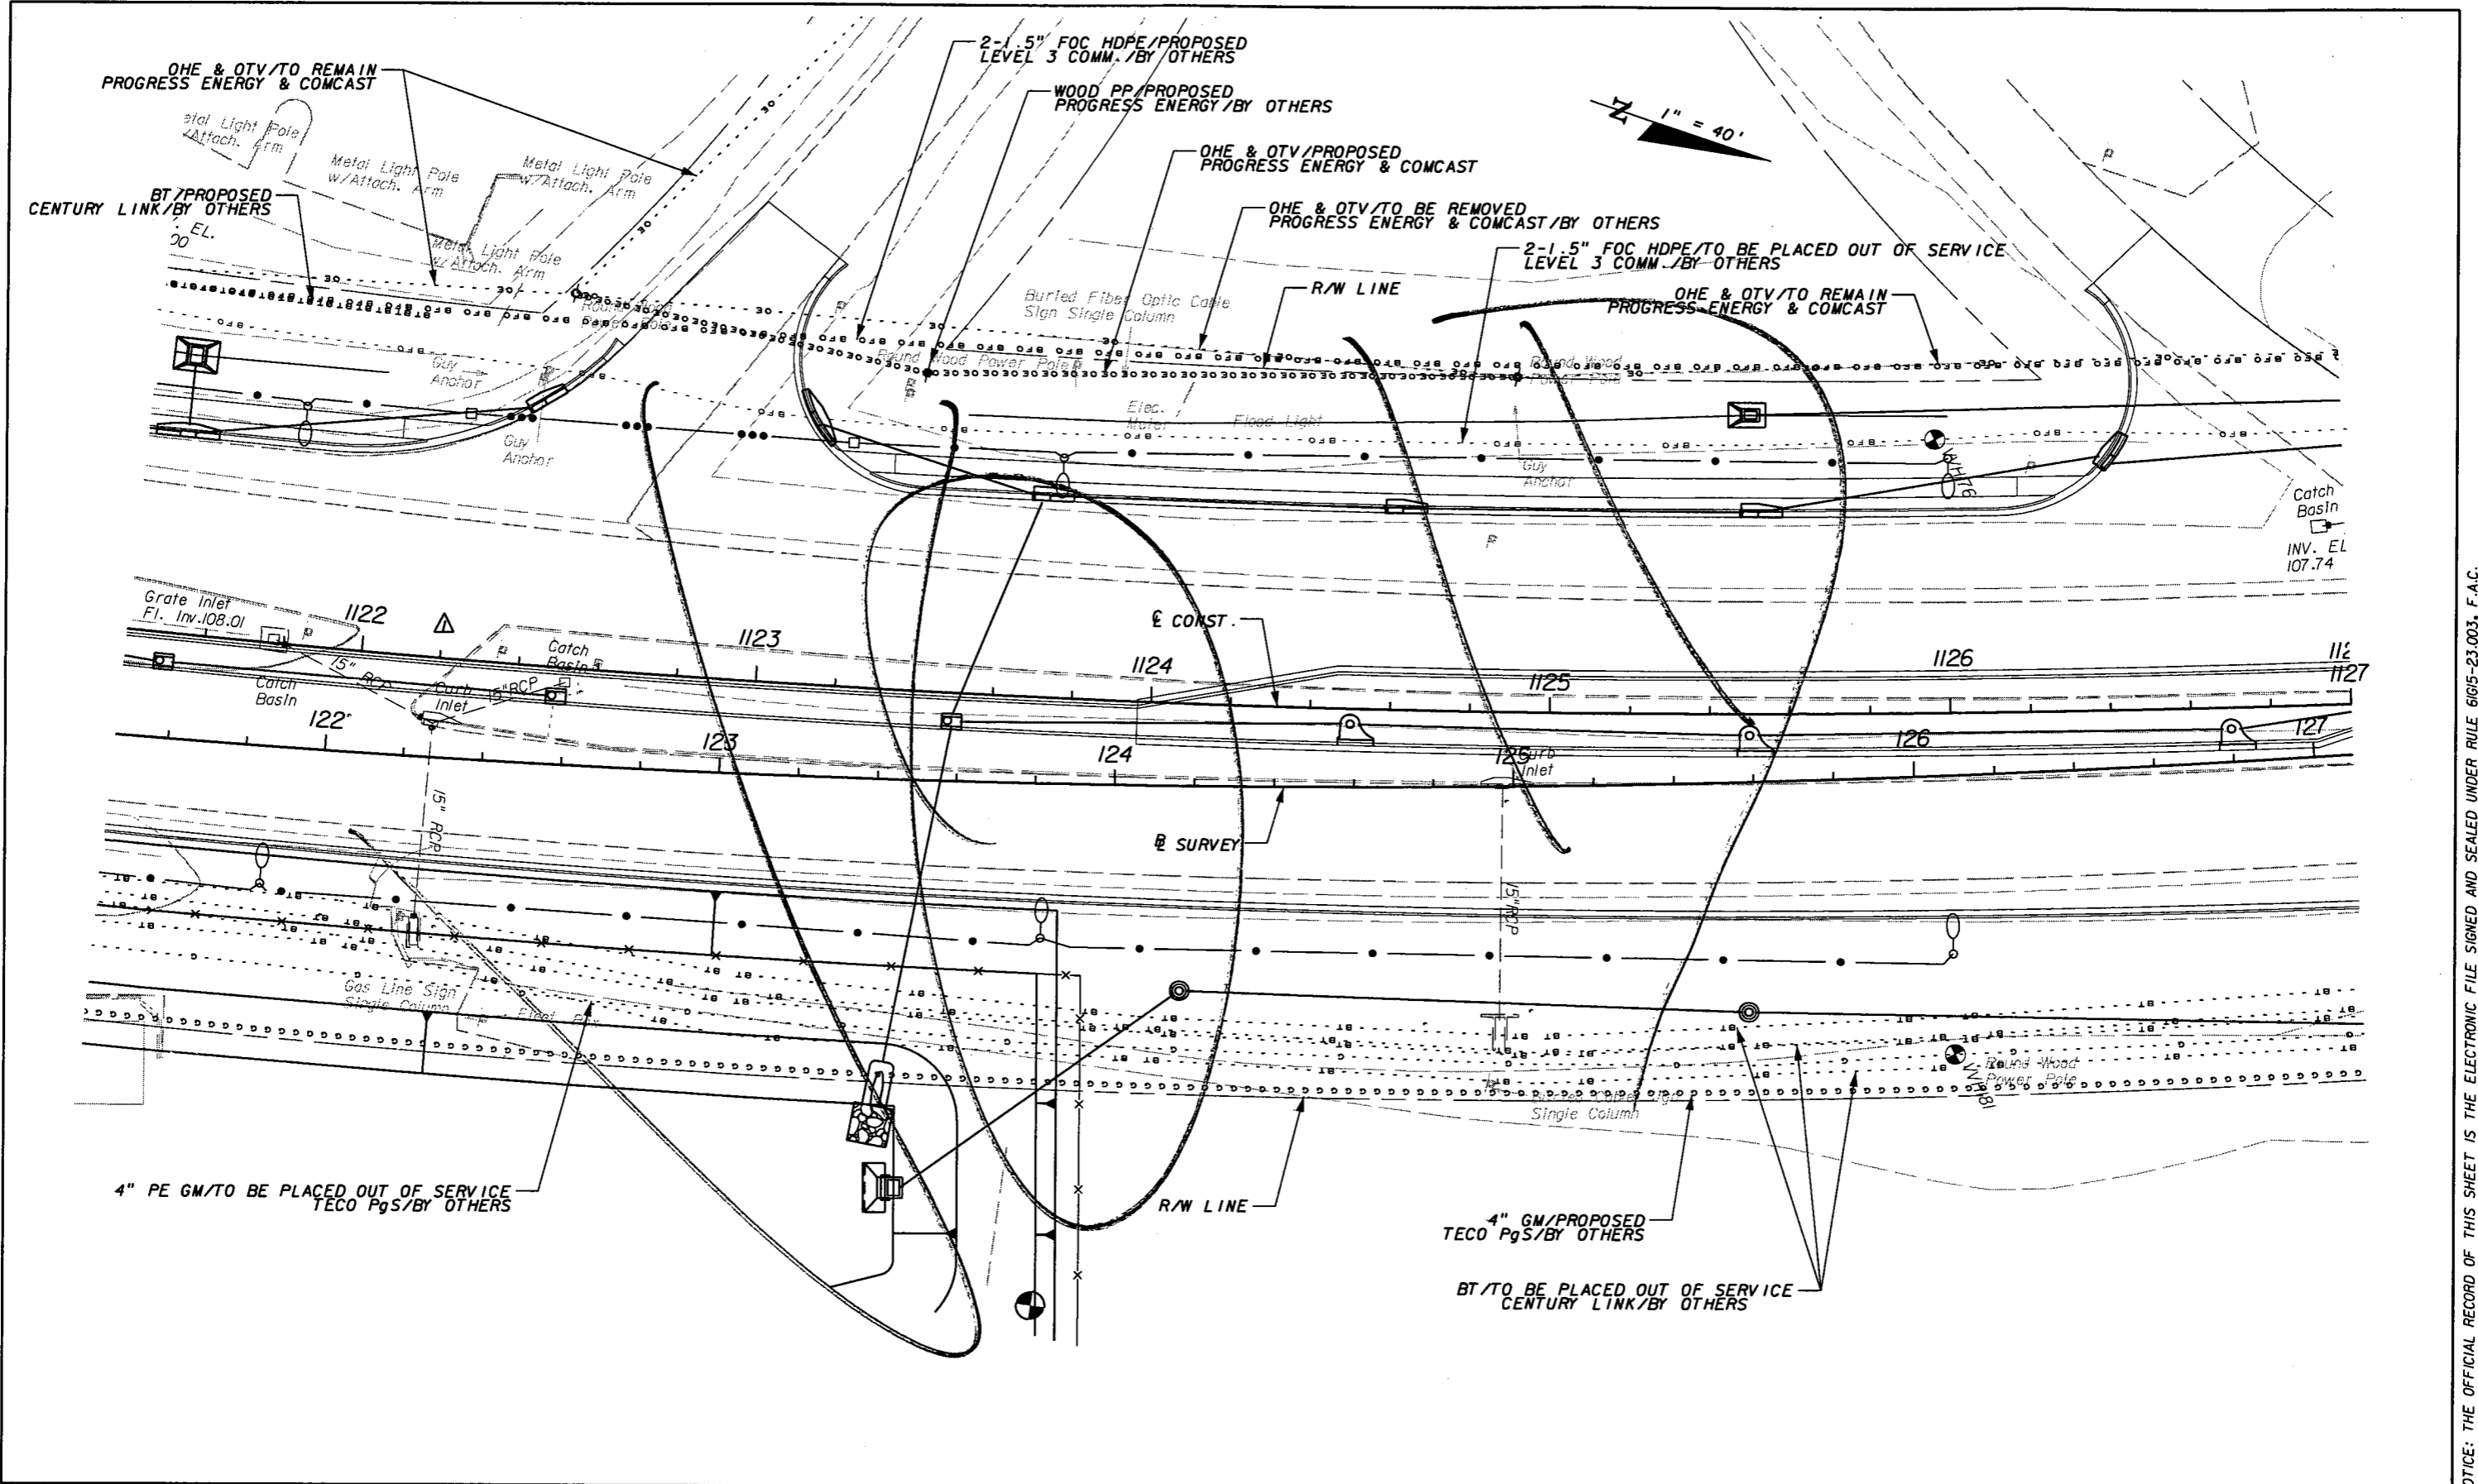 2-1.5" FOC HDPE/PROPOSED
LEVEL 3 COMM./BY OTHERS
OHE & OTV/TO REMAIN
PROGRESS ENERGY & COMCAST
WOOD PP/PROPOSED
PROGRESS ENERGY/BY OTHERS
N
1" = 40'
Metal Light Pole
w/Attach. Arm
Metal Light Pole
w/Attach. Arm
OHE & OTV/PROPOSED
PROGRESS ENERGY & COMCAST
BT/PROPOSED
CENTURY LINK/BY OTHERS
OHE & OTV/TO BE REMOVED
PROGRESS ENERGY & COMCAST/BY OTHERS
EL.
Metal Light Pole
w/Attach. Arm
2-1.5" FOC HDPE/TO BE PLACED OUT OF SERVICE
LEVEL 3 COMM./BY OTHERS
R/W LINE
Buried Fiber Optic Cable
Sign Single Column
OHE & OTV/TO REMAIN
PROGRESS ENERGY & COMCAST
Guy
Anchor
Round Wood Power Pole
Round Wood
Power Pole
Elec.
Meter
Flood Light
Guy
Anchor
Guy
Anchor
Catch
Basin
INV. EL
107.74
Grate Inlet
Fl. Inv.108.01
1122
1123
1124
1125
1126
1127
℄ CONST.
15" RCP
Catch
Basin
Catch
Basin
Curb
Inlet
15"RCP
122
123
124
125
126
127
Curb
Inlet
15" RCP
B SURVEY
15" RCP
Gas Line Sign
Single Column
Round Wood
Power Pole
Single Column
4" PE GM/TO BE PLACED OUT OF SERVICE
TECO PgS/BY OTHERS
R/W LINE
4" GM/PROPOSED
TECO PgS/BY OTHERS
BT/TO BE PLACED OUT OF SERVICE
CENTURY LINK/BY OTHERS
OTICE: THE OFFICIAL RECORD OF THIS SHEET IS THE ELECTRONIC FILE SIGNED AND SEALED UNDER RULE 61G15-23.003, F.A.C.